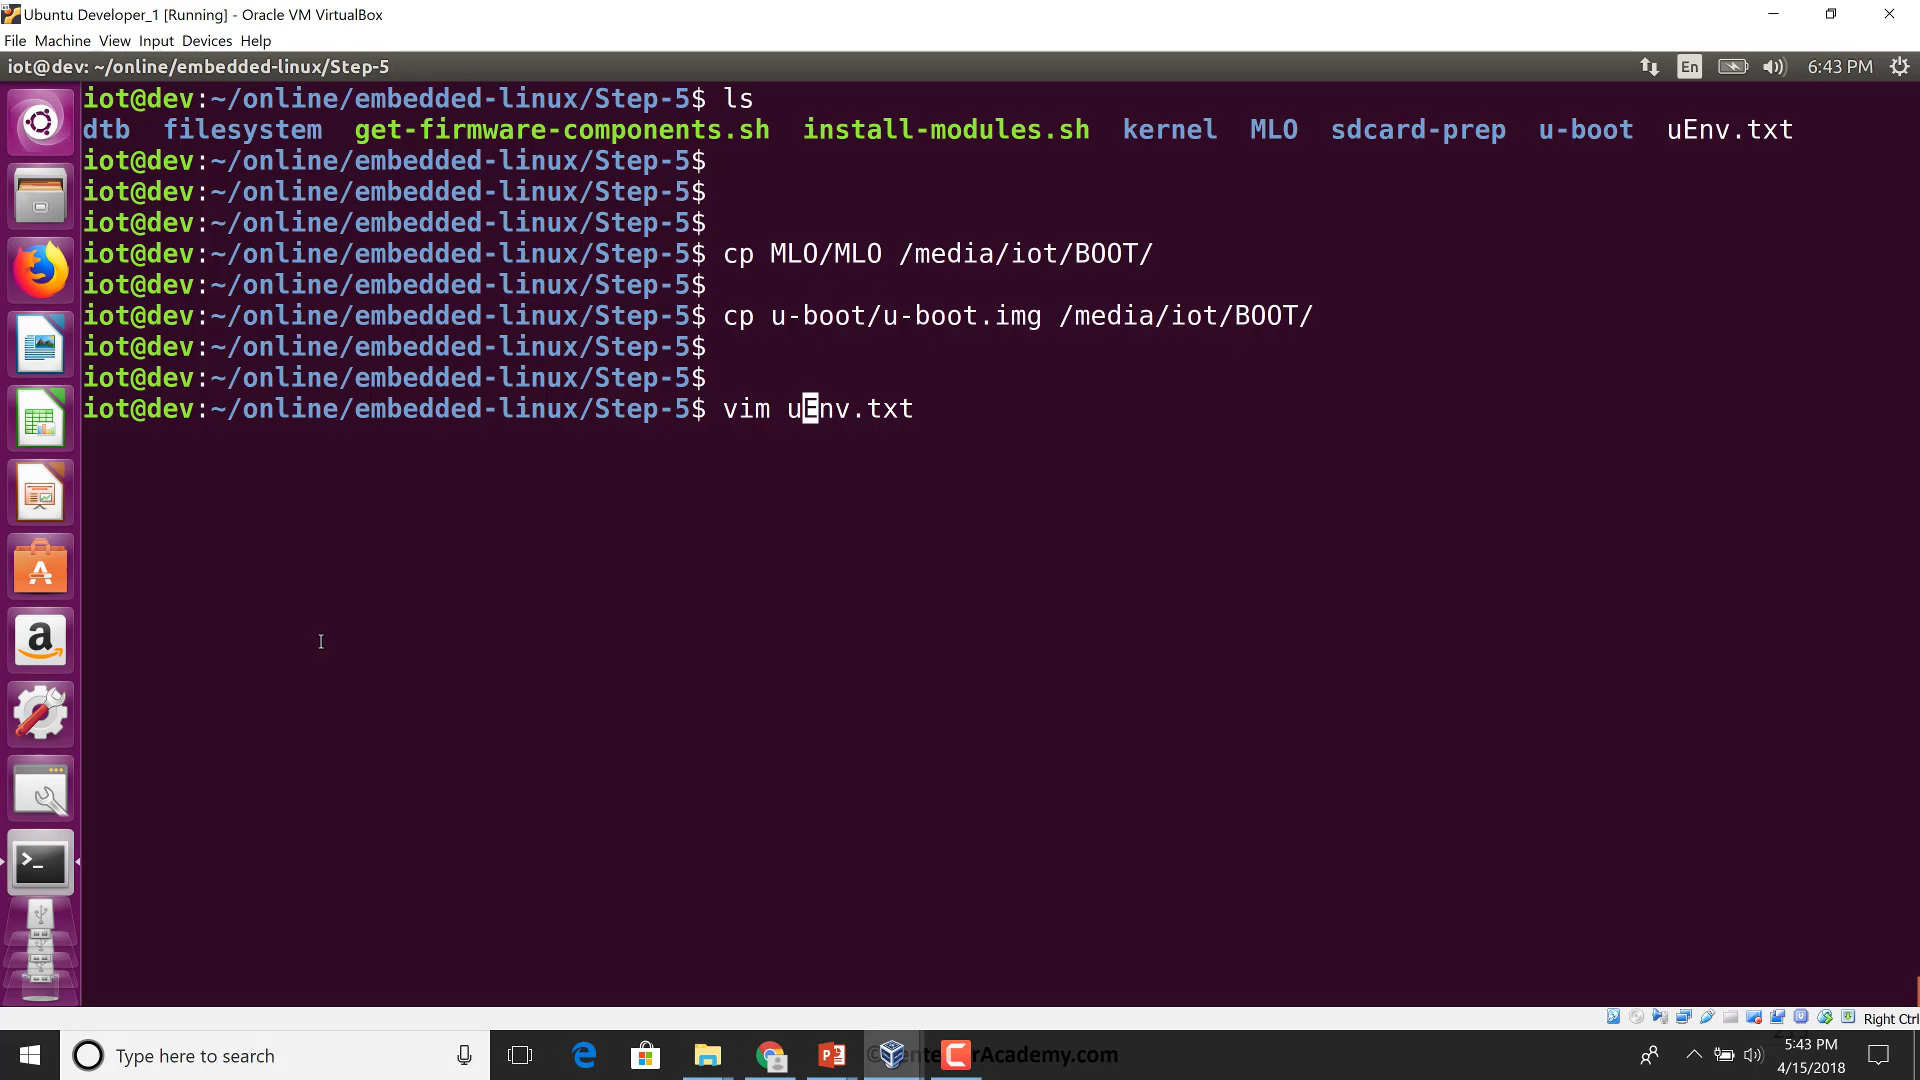 Ubuntu Developer_1 [Running] - Oracle VM VirtualBox
File Machine View Input Devices Help
iot@dev: ~/online/embedded-linux/Step-5
En
6:43 PM
iot@dev:~/online/embedded-linux/Step-5$ ls
dtb filesystem get-firmware-components.sh install-modules.sh kernel MLO sdcard-prep u-boot uEnv.txt
iot@dev:~/online/embedded-linux/Step-5$
iot@dev:~/online/embedded-linux/Step-5$
iot@dev:~/online/embedded-linux/Step-5$
iot@dev:~/online/embedded-linux/Step-5$ cp MLO/MLO /media/iot/BOOT/
iot@dev:~/online/embedded-linux/Step-5$
iot@dev:~/online/embedded-linux/Step-5$ cp u-boot/u-boot.img /media/iot/BOOT/
iot@dev:~/online/embedded-linux/Step-5$
iot@dev:~/online/embedded-linux/Step-5$
iot@dev:~/online/embedded-linux/Step-5$ vim uEnv.txt
Right Ctrl
Type here to search
Academy.com
5:43 PM
4/15/2018